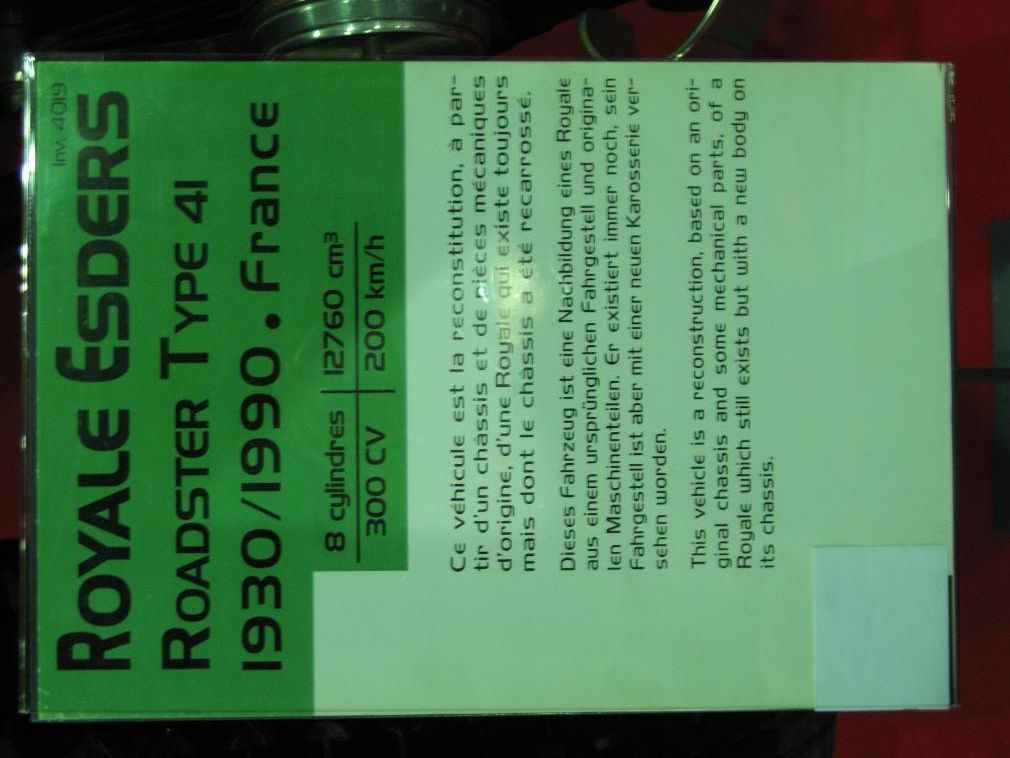 Inv. 4019
ROYALE ESDERS
ROADSTER TYPE 41
1930/1990 . France
8 cylindres 12760 cm³
300 CV 200 km/h
Ce véhicule est la reconstitution, à par-
tir d'un châssis et de pièces mécaniques
d'origine, d'une Royale qui existe toujours
mais dont le châssis a été recarrossé.
Dieses Fahrzeug ist eine Nachbildung eines Royale
aus einem ursprünglichen Fahrgestell und origina-
len Maschinenteilen. Er existiert immer noch, sein
Fahrgestell ist aber mit einer neuen Karosserie ver-
sehen worden.
This vehicle is a reconstruction, based on an ori-
ginal chassis and some mechanical parts, of a
Royale which still exists but with a new body on
its chassis.